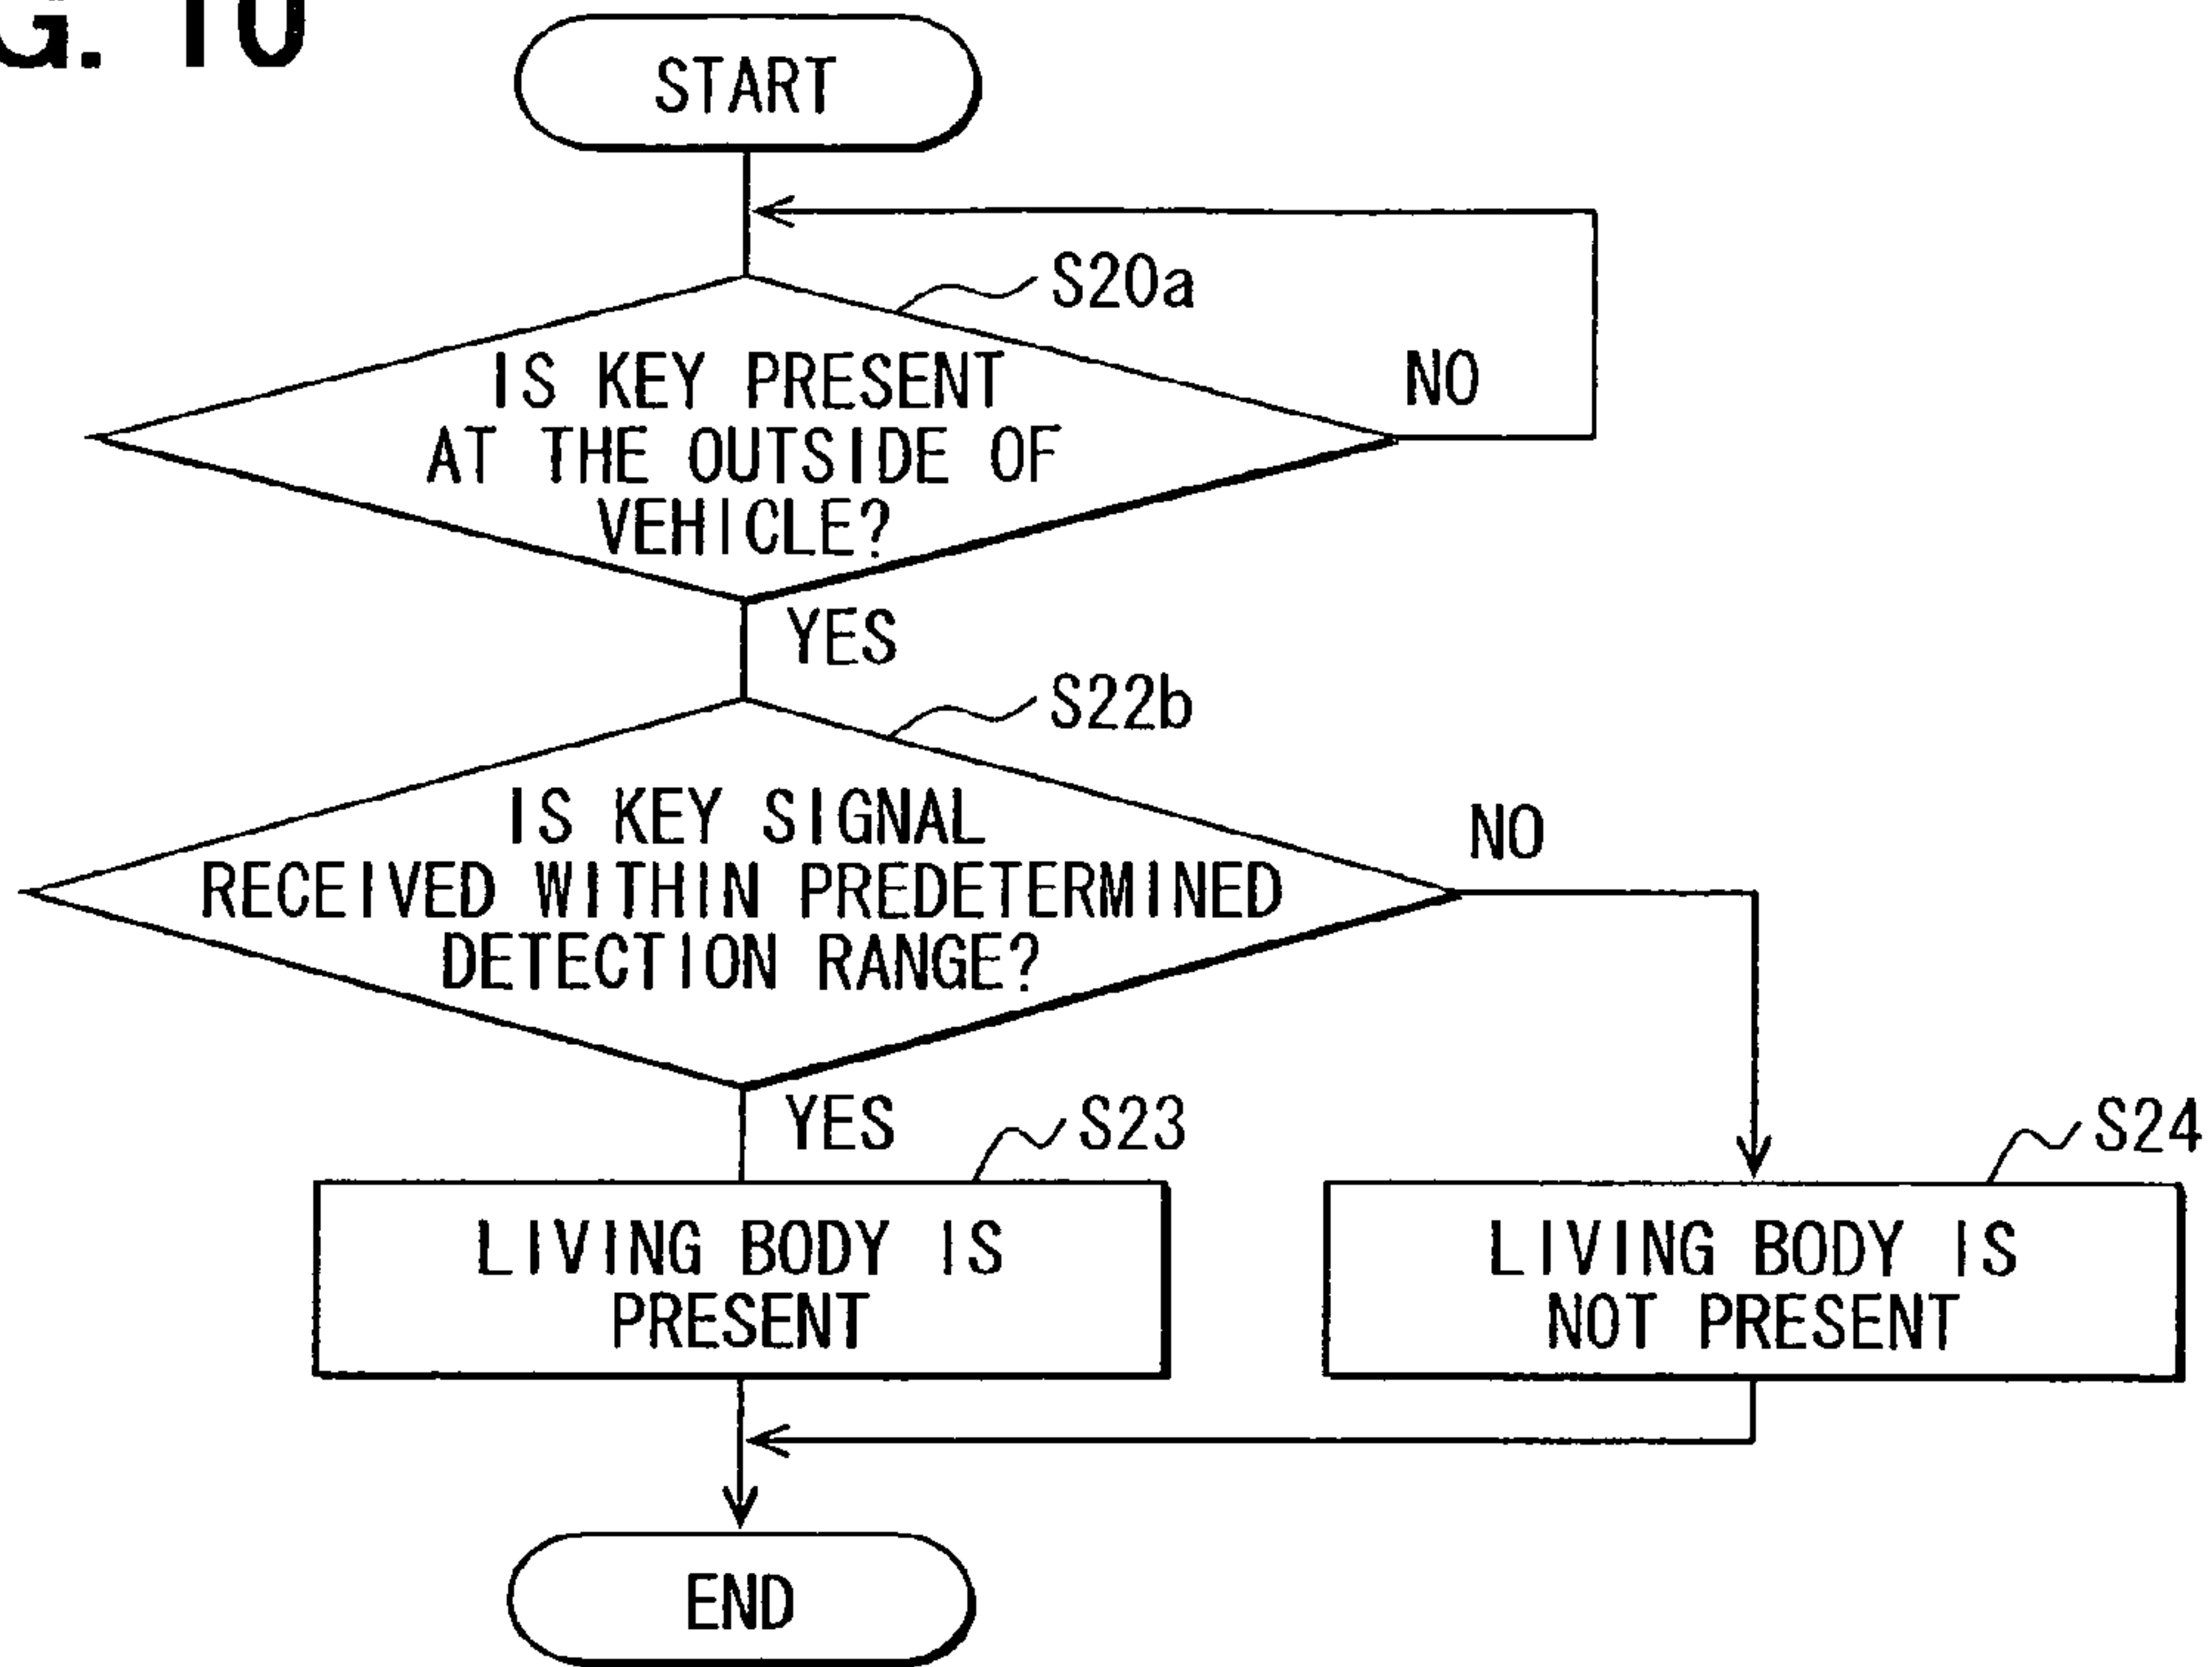 G. 10
START
S20a
IS KEY PRESENT
AT THE OUTSIDE OF
VEHICLE?
NO
YES
S22b
IS KEY SIGNAL
RECEIVED WITHIN PREDETERMINED
DETECTION RANGE?
NO
YES
S23
S24
LIVING BODY IS
PRESENT
LIVING BODY IS
NOT PRESENT
END